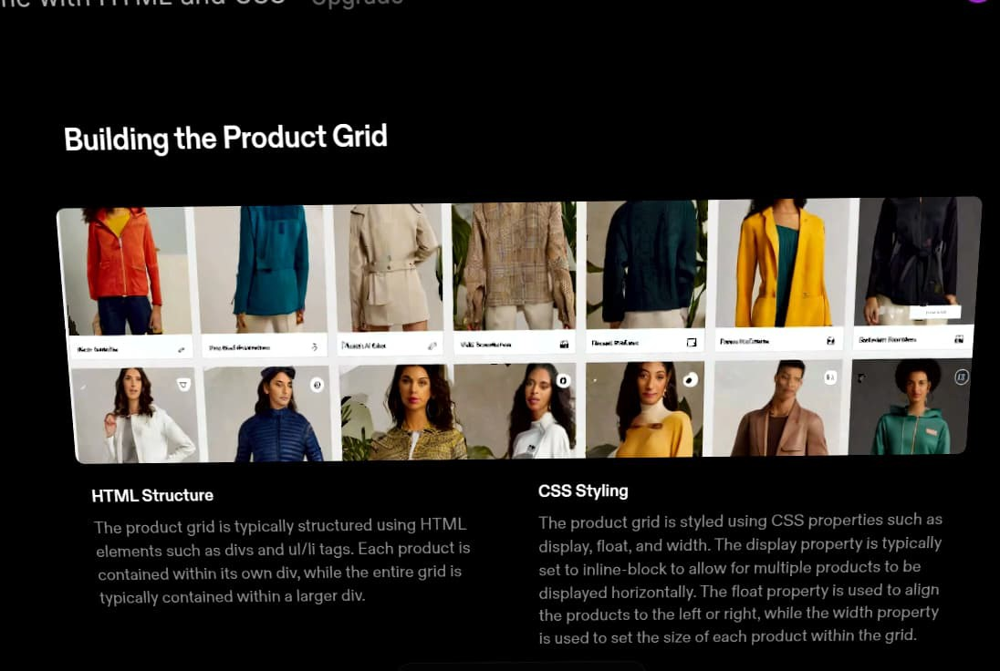 with HTML and CSS Upgrade
Building the Product Grid
HTML Structure
The product grid is typically structured using HTML
elements such as divs and ul/li tags. Each product is
contained within its own div, while the entire grid is
typically contained within a larger div.
CSS Styling
The product grid is styled using CSS properties such as
display, float, and width. The display property is typically
set to inline-block to allow for multiple products to be
displayed horizontally. The float property is used to align
the products to the left or right, while the width property
is used to set the size of each product within the grid.